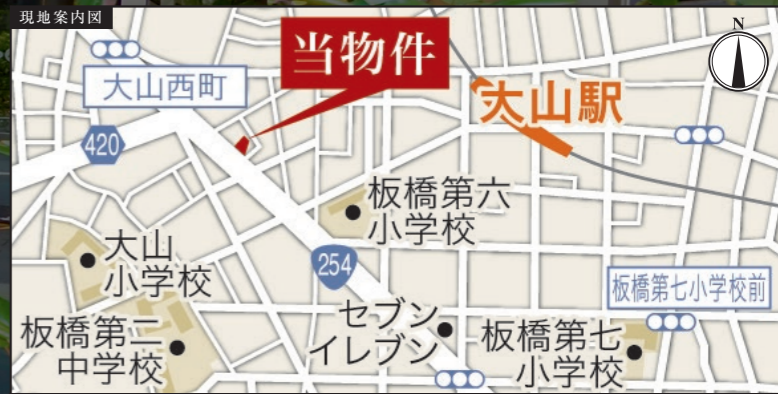 現地案内図
N
当物件
大山西町
大山駅
420
板橋第六
小学校
大山
小学校
254
板橋第七小学校前
セブン
イレブン
板橋第二
中学校
板橋第七
小学校